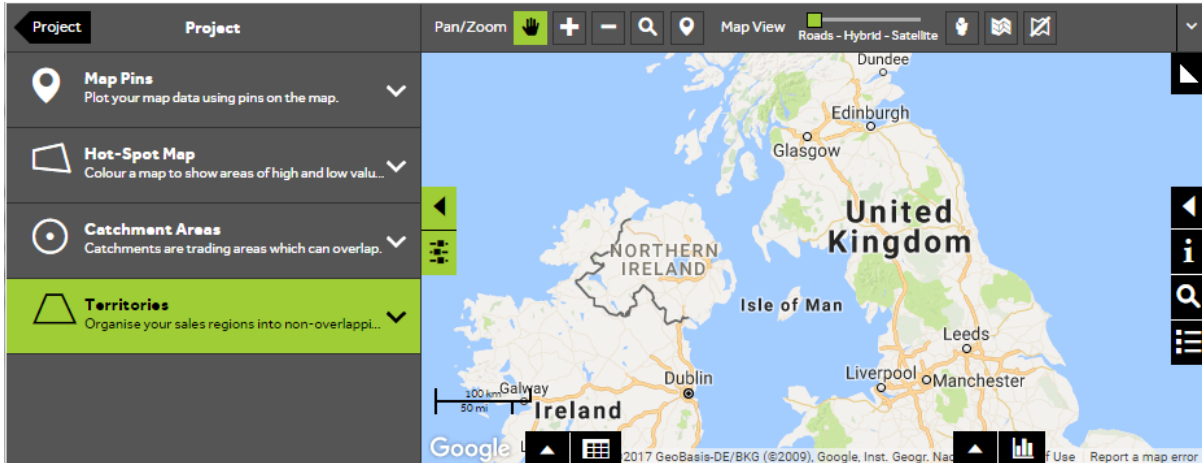 Project
Project
Pan/Zoom
Map View
Roads - Hybrid - Satellite
Map Pins
Plot your map data using pins on the map.
Hot-Spot Map
Colour a map to show areas of high and low valu...
Catchment Areas
Catchments are trading areas which can overlap.
Territories
Organise your sales regions into non-overlappi...
Dundee
Edinburgh
Glasgow
United
Kingdom
NORTHERN
IRELAND
Isle of Man
Leeds
Liverpool
Manchester
Dublin
Galway
Ireland
100 km
50 mi
Google
2017 GeoBasis-DE/BKG (©2009), Google, Inst. Geogr. Nac
f Use
Report a map error